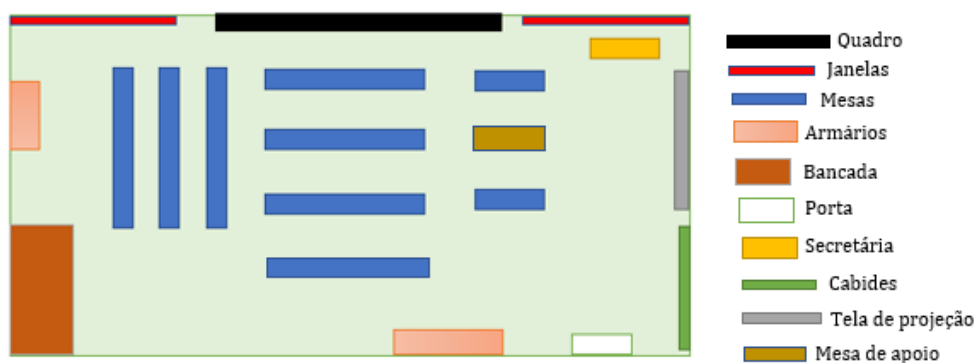 Quadro
Janelas
Mesas
Armários
Bancada
Porta
Secretária
Cabides
Tela de projeção
Mesa de apoio